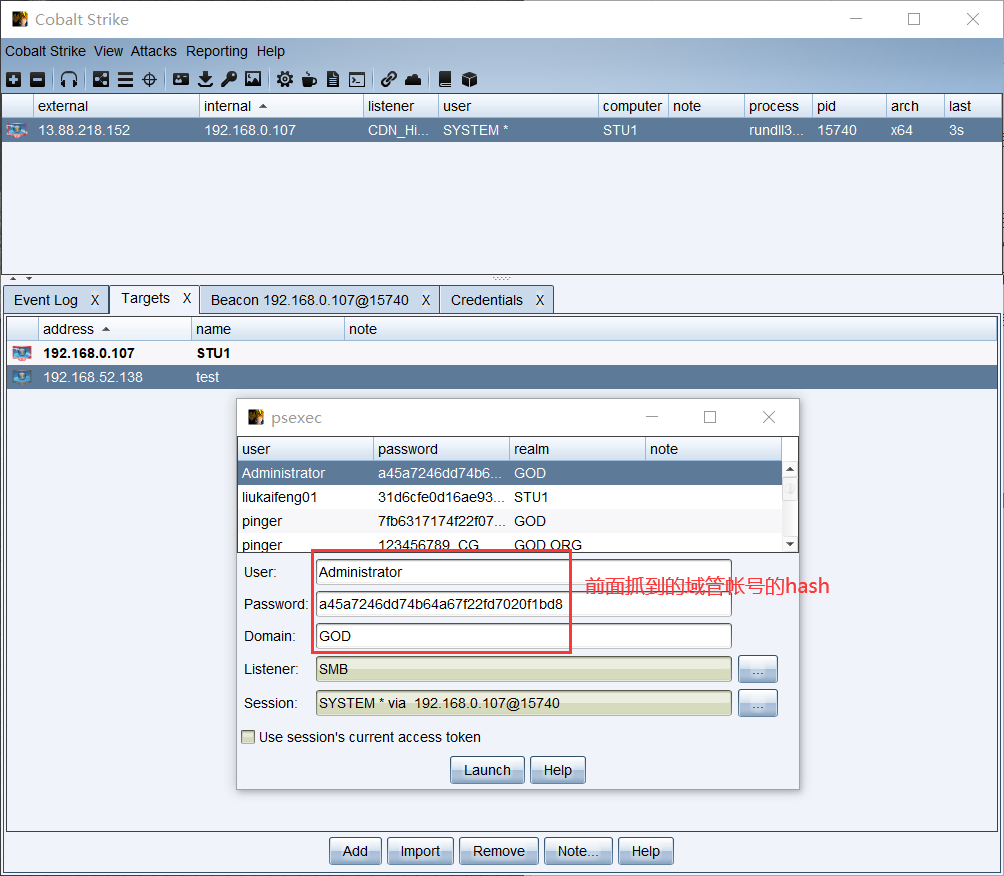 Cobalt Strike
Cobalt Strike View Attacks Reporting Help
external internal listener user computer note process pid arch last
13.88.218.152 192.168.0.107 CDN_Hi... SYSTEM * STU1 rundll3... 15740 x64 3s
Event Log X Targets X Beacon 192.168.0.107@15740 X Credentials X
address name note
192.168.0.107 STU1
192.168.52.138 test
psexec
user password realm note
Administrator a45a7246dd74b6... GOD
liukaifeng01 31d6cfe0d16ae93... STU1
pinger 7fb6317174f22f07... GOD
pinger 123456789_CG GOD.ORG
User: Administrator
前面抓到的域管帐号的hash
Password: a45a7246dd74b64a67f22fd7020f1bd8
Domain: GOD
Listener: SMB ...
Session: SYSTEM * via 192.168.0.107@15740 ...
Use session's current access token
Launch Help
Add Import Remove Note... Help